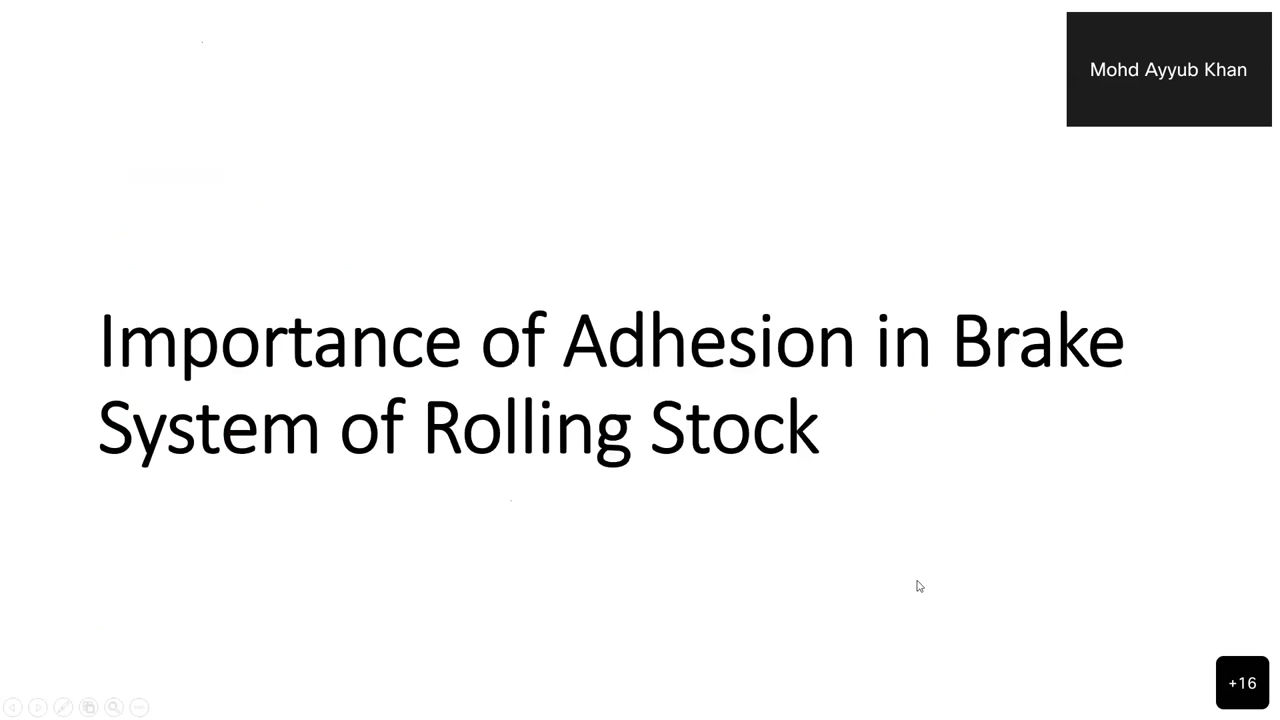 Mohd Ayyub Khan
Importance of Adhesion in Brake
System of Rolling Stock
+16